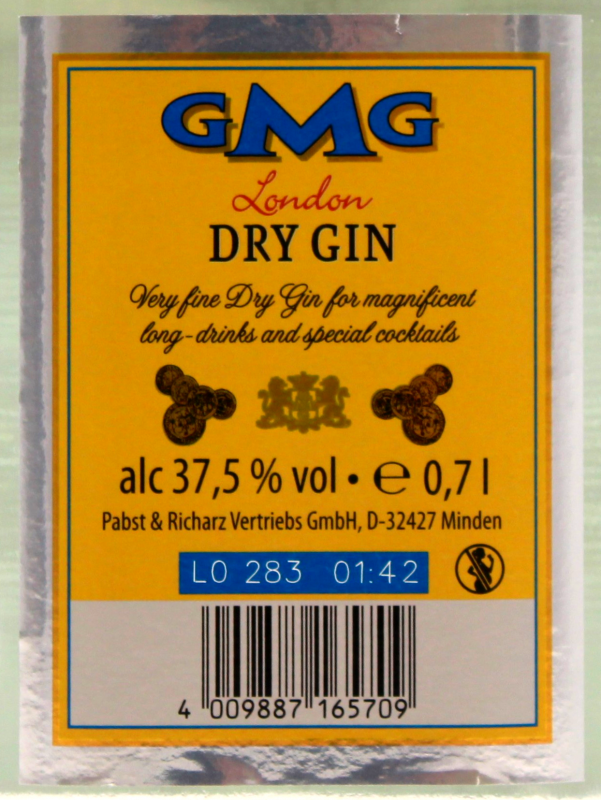 GMG
London
DRY GIN
Very fine Dry Gin for magnificent
long-drinks and special cocktails
alc 37,5 % vol • ℮ 0,7 l
Pabst & Richarz Vertriebs GmbH, D-32427 Minden
LO 283 01:42
4 009887 165709